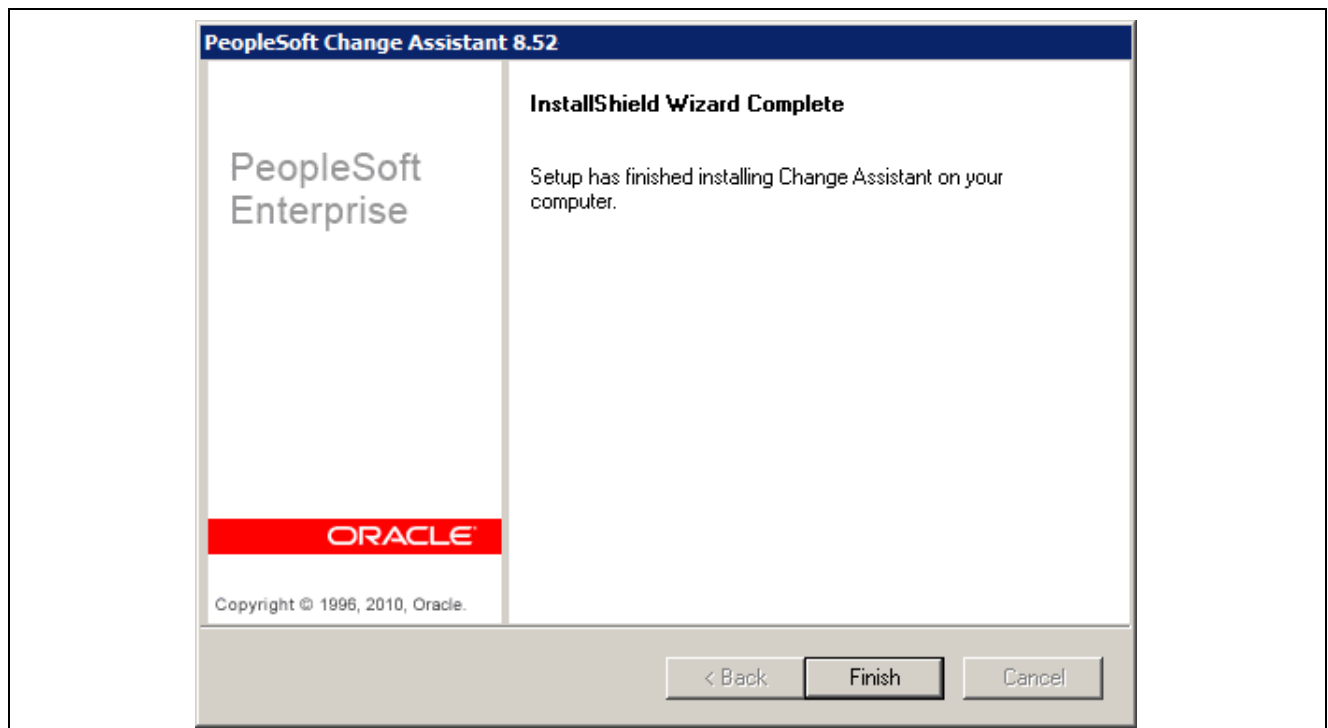 PeopleSoft Change Assistant 8.52
PeopleSoft
Enterprise
InstallShield Wizard Complete
Setup has finished installing Change Assistant on your
computer.
ORACLE
Copyright © 1996, 2010, Oracle.
< Back
Finish
Cancel